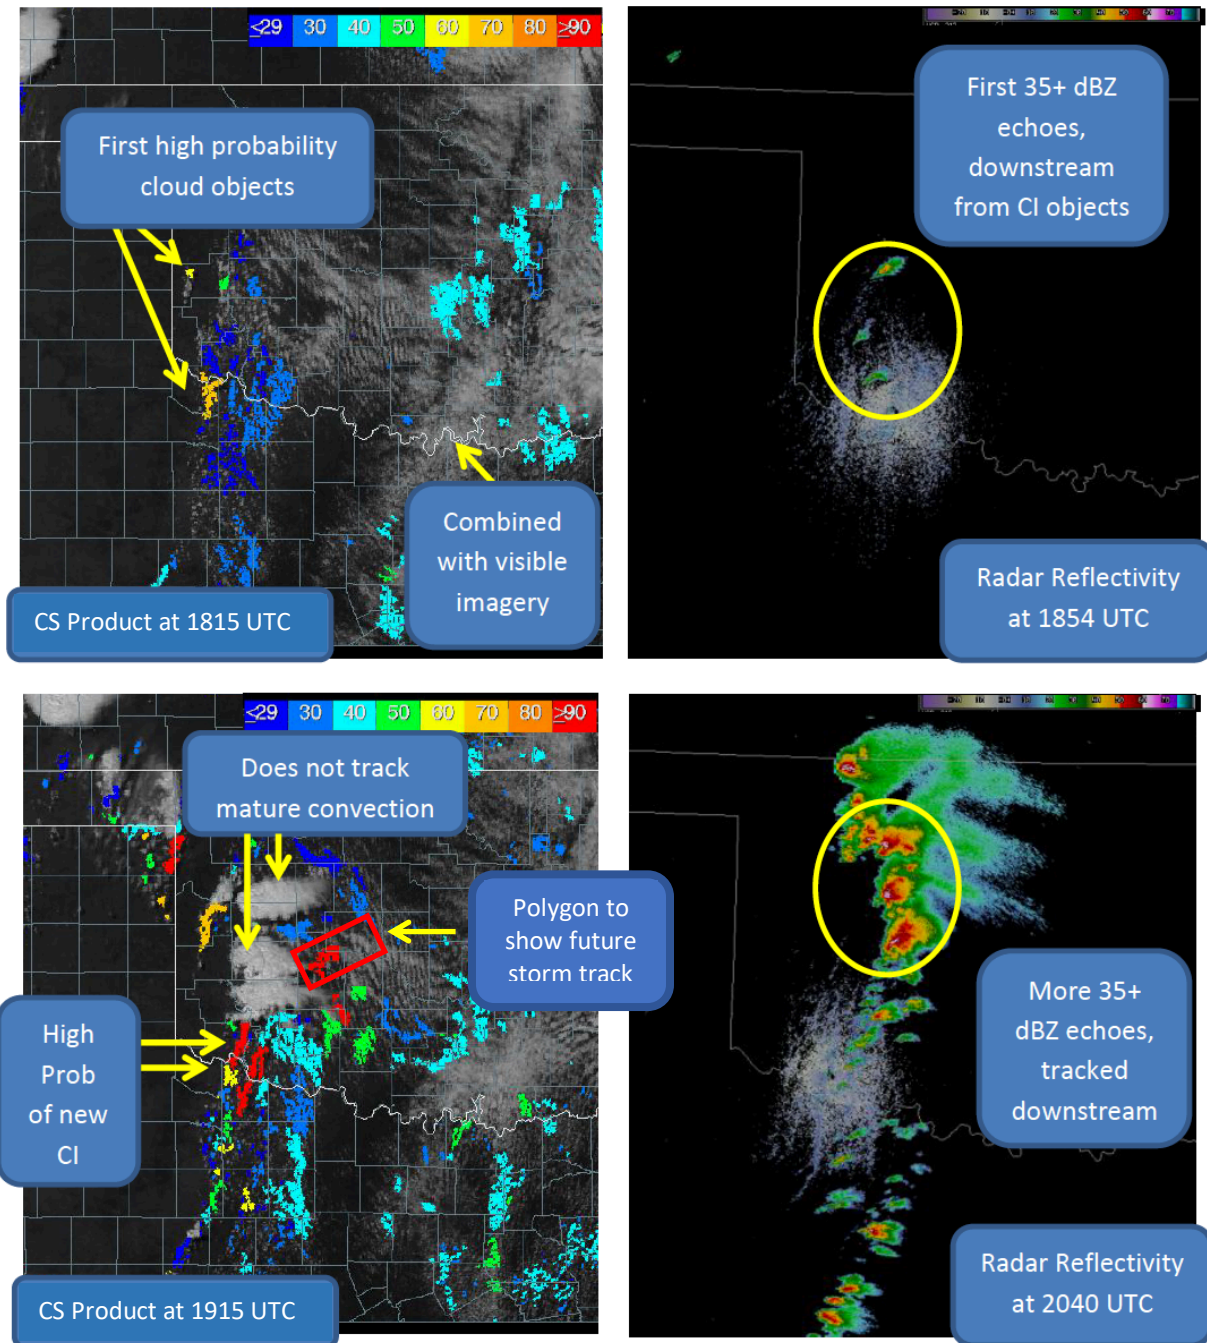 ≤29 30 40 50 60 70 80 ≥90
First high probability
cloud objects
Combined
with visible
imagery
CS Product at 1815 UTC
First 35+ dBZ
echoes,
downstream
from CI objects
Radar Reflectivity
at 1854 UTC
≤29 30 40 50 60 70 80 ≥90
Does not track
mature convection
Polygon to
show future
storm track
High
Prob
of new
CI
CS Product at 1915 UTC
More 35+
dBZ echoes,
tracked
downstream
Radar Reflectivity
at 2040 UTC